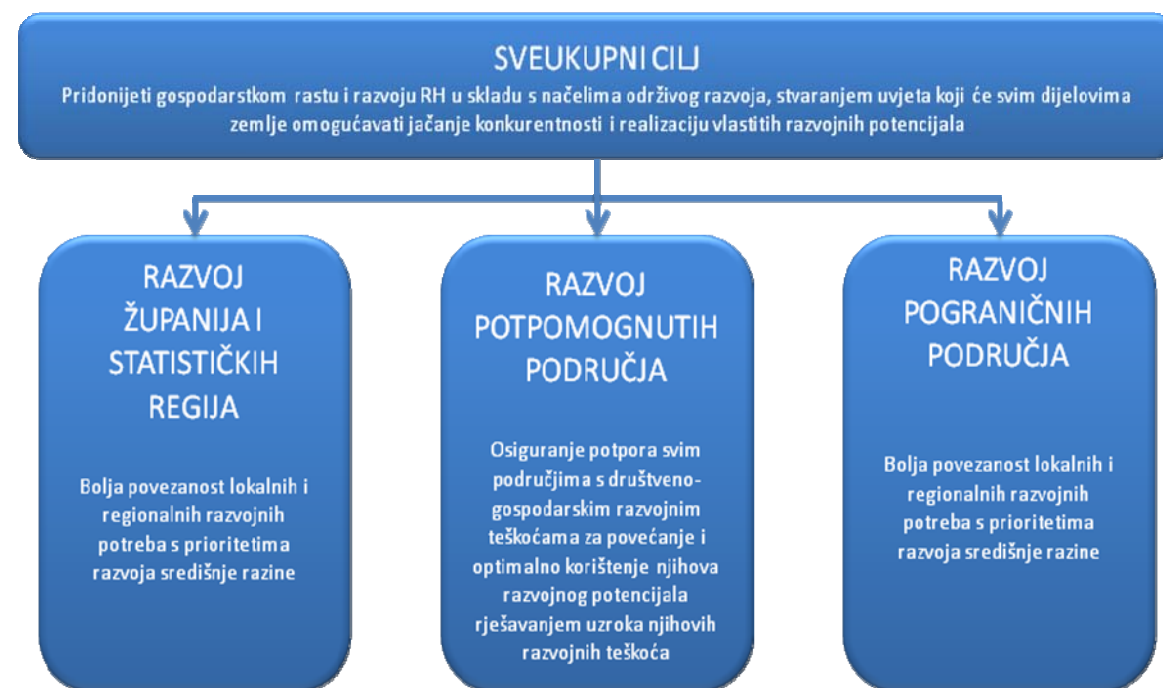 SVEUKUPNI CILJ
Pridonijeti gospodarstkom rastu i razvoju RH u skladu s načelima održivog razvoja, stvaranjem uvjeta koji će svim dijelovima
zemlje omogućavati jačanje konkurentnosti i realizaciju vlastitih razvojnih potencijala
RAZVOJ
ŽUPANIJA I
STATISTIČKIH
REGIJA
Bolja povezanost lokalnih i
regionalnih razvojnih
potreba s prioritetima
razvoja središnje razine
RAZVOJ
POTPOMOGNUTIH
PODRUČJA
Osiguranje potpora svim
područjima s društveno-
gospodarskim razvojnim
teškoćama za povećanje i
optimalno korištenje njihova
razvojnog potencijala
rješavanjem uzroka njihovih
razvojnih teškoća
RAZVOJ
POGRANIČNIH
PODRUČJA
Bolja povezanost lokalnih i
regionalnih razvojnih
potreba s prioritetima
razvoja središnje razine